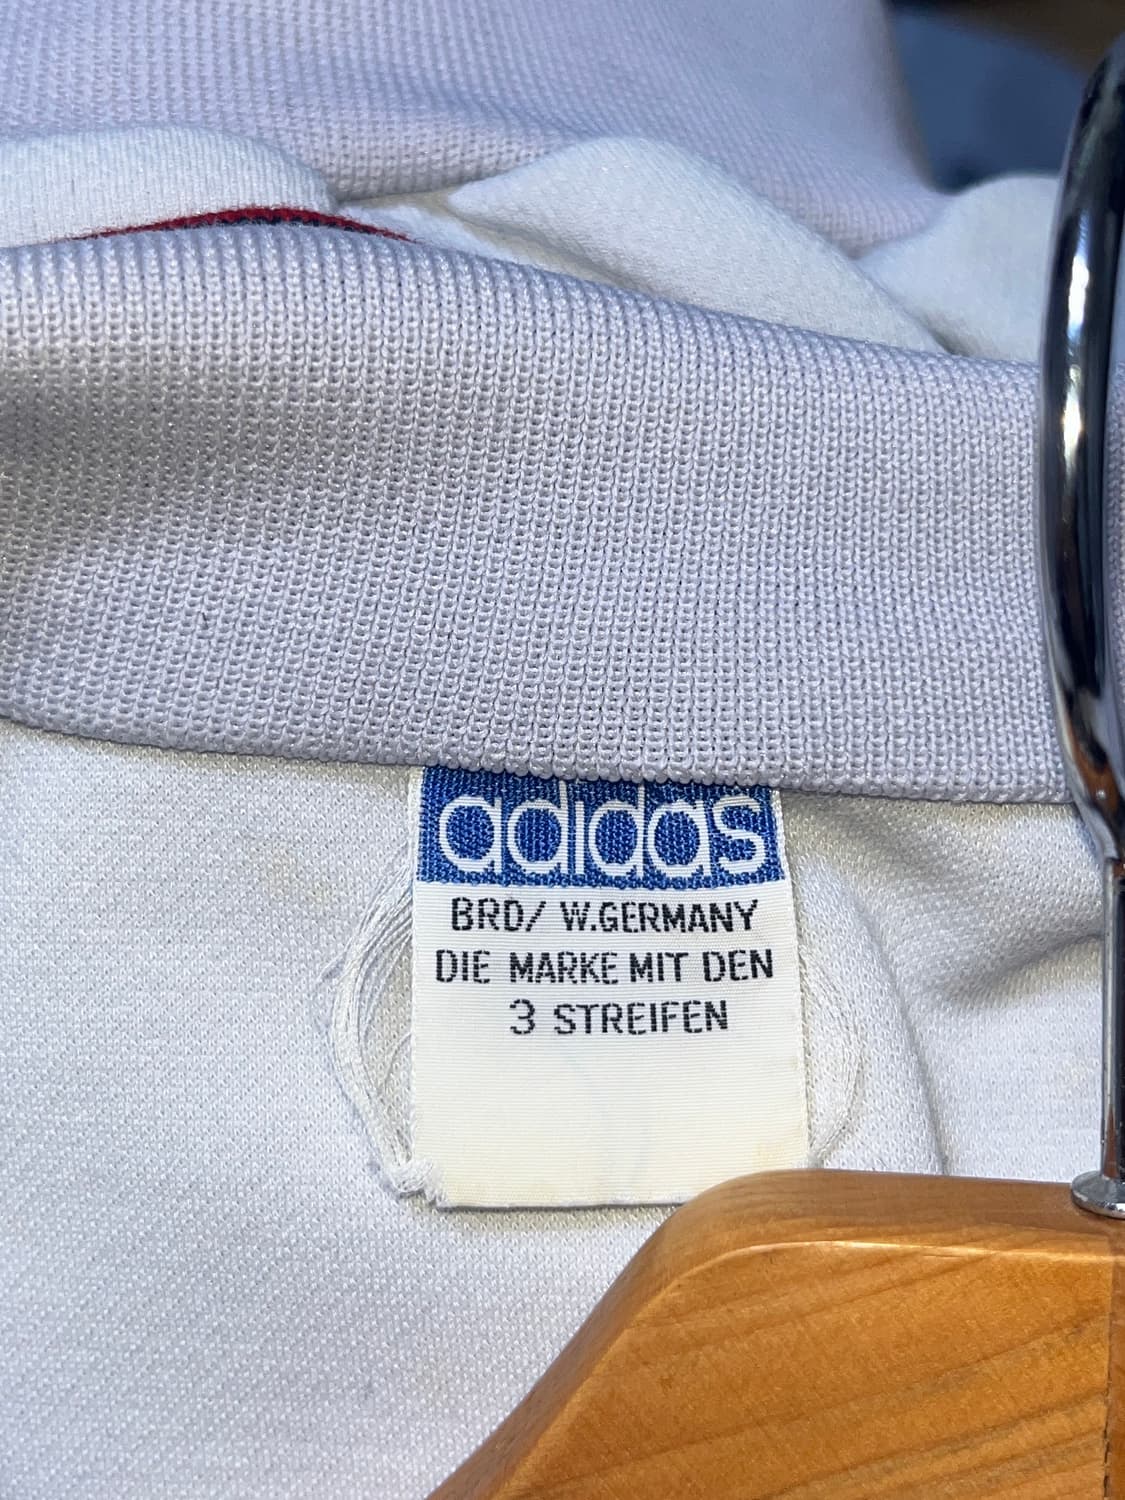 adidas
BRD/ W.GERMANY
DIE MARKE MIT DEN
3 STREIFEN